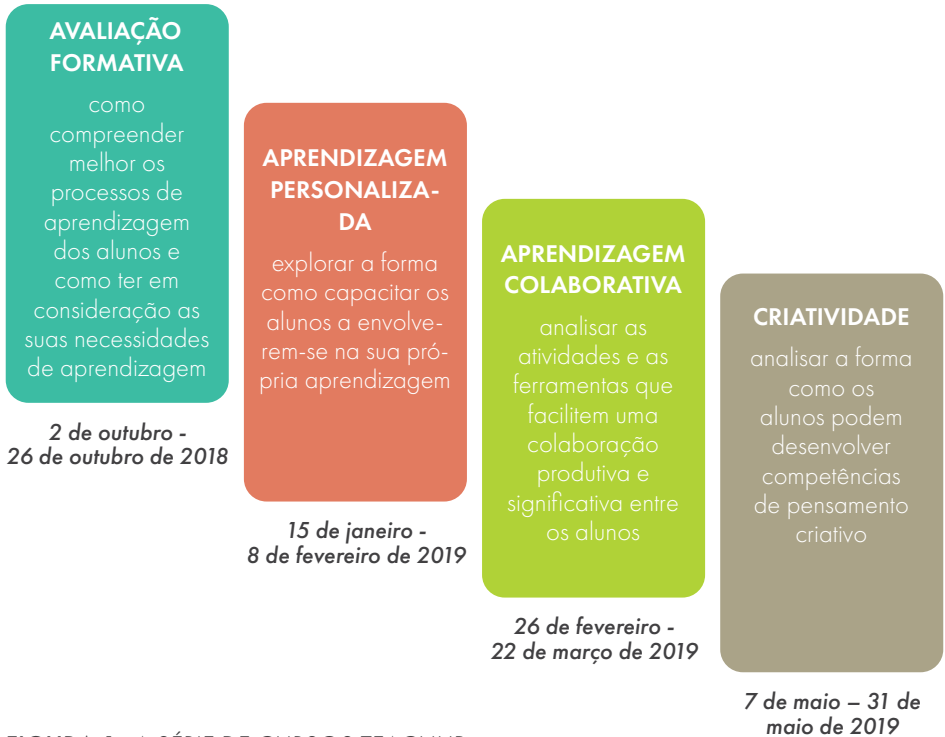 AVALIAÇÃO
FORMATIVA
como
compreender
melhor os
processos de
aprendizagem
dos alunos e
como ter em
consideração as
suas necessidades
de aprendizagem
2 de outubro -
26 de outubro de 2018
APRENDIZAGEM
PERSONALIZA-
DA
explorar a forma
como capacitar os
alunos a envolve-
rem-se na sua pró-
pria aprendizagem
15 de janeiro -
8 de fevereiro de 2019
APRENDIZAGEM
COLABORATIVA
analisar as
atividades e as
ferramentas que
facilitem uma
colaboração
produtiva e
significativa entre
os alunos
26 de fevereiro -
22 de março de 2019
CRIATIVIDADE
analisar a forma
como os
alunos podem
desenvolver
competências
de pensamento
criativo
7 de maio – 31 de
maio de 2019